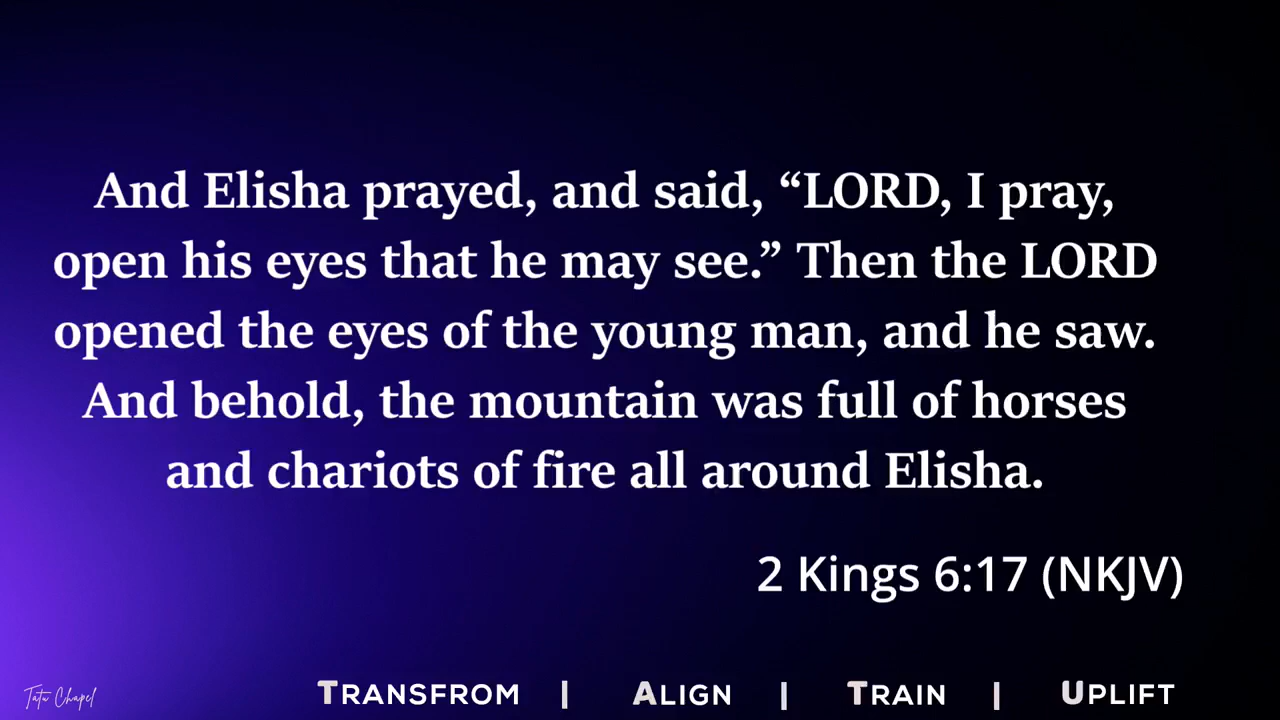 And Elisha prayed, and said, “LORD, I pray,
open his eyes that he may see.” Then the LORD
opened the eyes of the young man, and he saw.
And behold, the mountain was full of horses
and chariots of fire all around Elisha.
2 Kings 6:17 (NKJV)
Tatu Chapel
TRANSFROM | ALIGN | TRAIN | UPLIFT